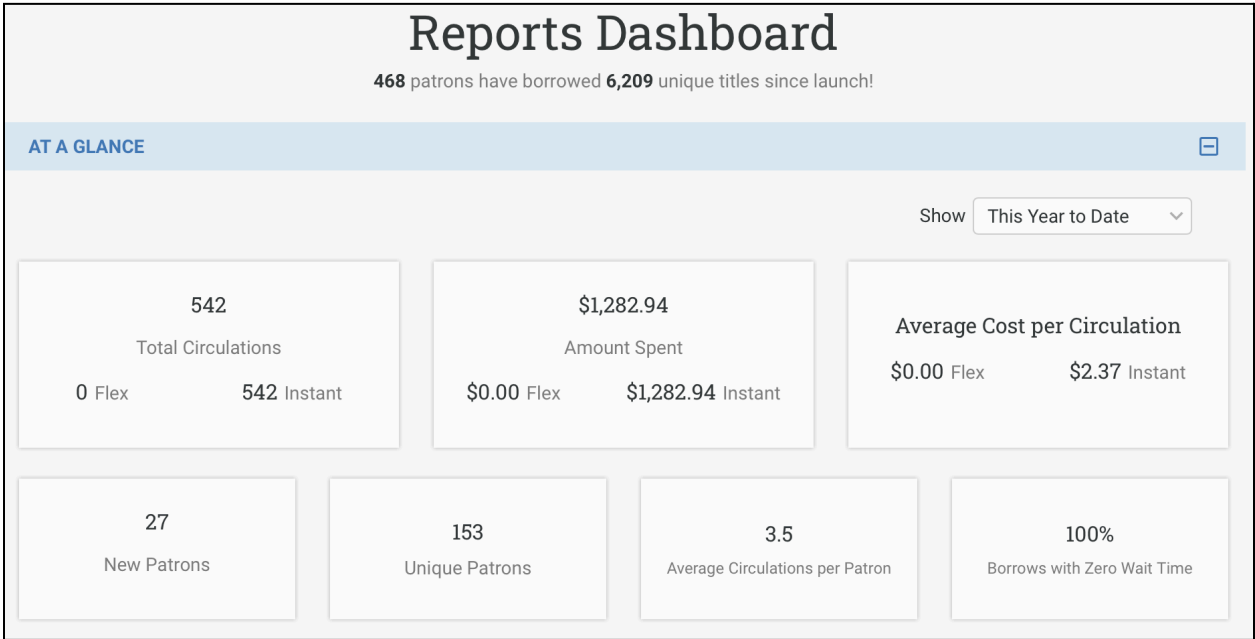 Reports Dashboard
468 patrons have borrowed 6,209 unique titles since launch!
AT A GLANCE
Show This Year to Date
542
Total Circulations
0 Flex 542 Instant
$1,282.94
Amount Spent
$0.00 Flex $1,282.94 Instant
Average Cost per Circulation
$0.00 Flex $2.37 Instant
27
New Patrons
153
Unique Patrons
3.5
Average Circulations per Patron
100%
Borrows with Zero Wait Time